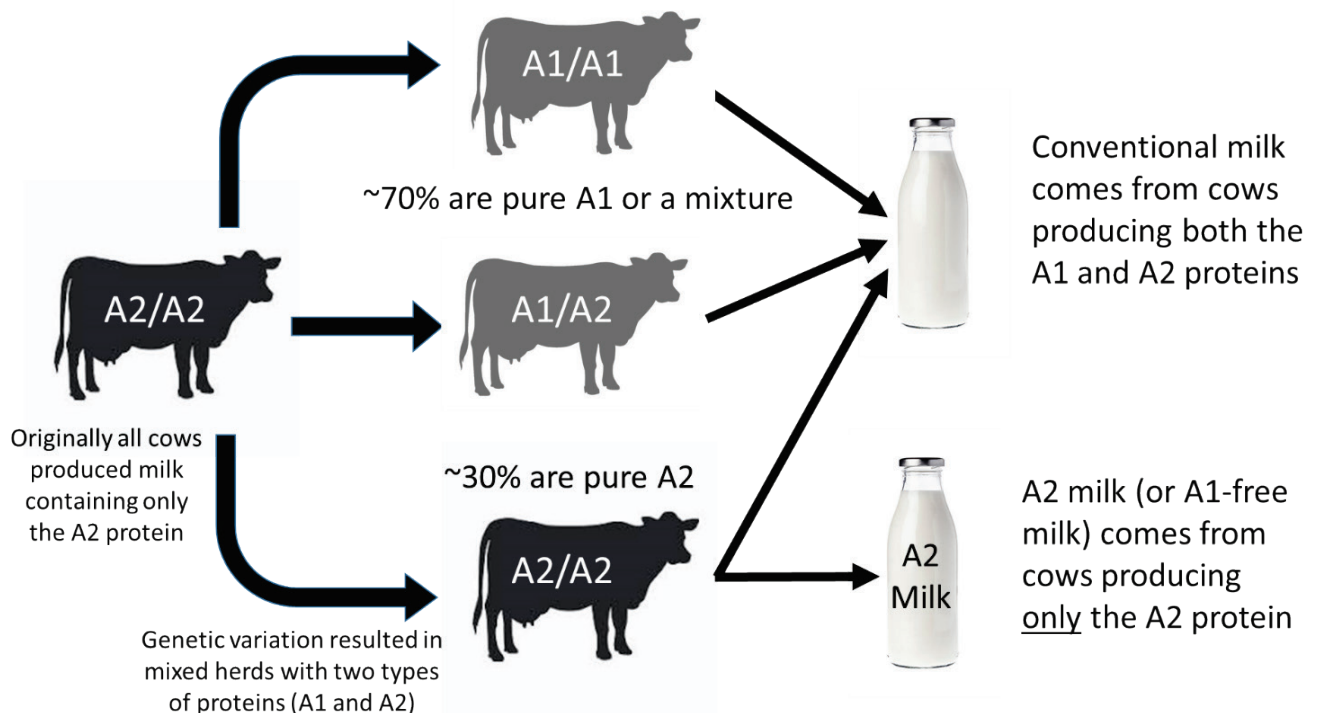 A1/A1
~70% are pure A1 or a mixture
A2/A2
Originally all cows
produced milk
containing only
the A2 protein
A1/A2
Genetic variation resulted in
mixed herds with two types
of proteins (A1 and A2)
~30% are pure A2
A2/A2
Conventional milk
comes from cows
producing both the
A1 and A2 proteins
A2
Milk
A2 milk (or A1-free
milk) comes from
cows producing
only the A2 protein